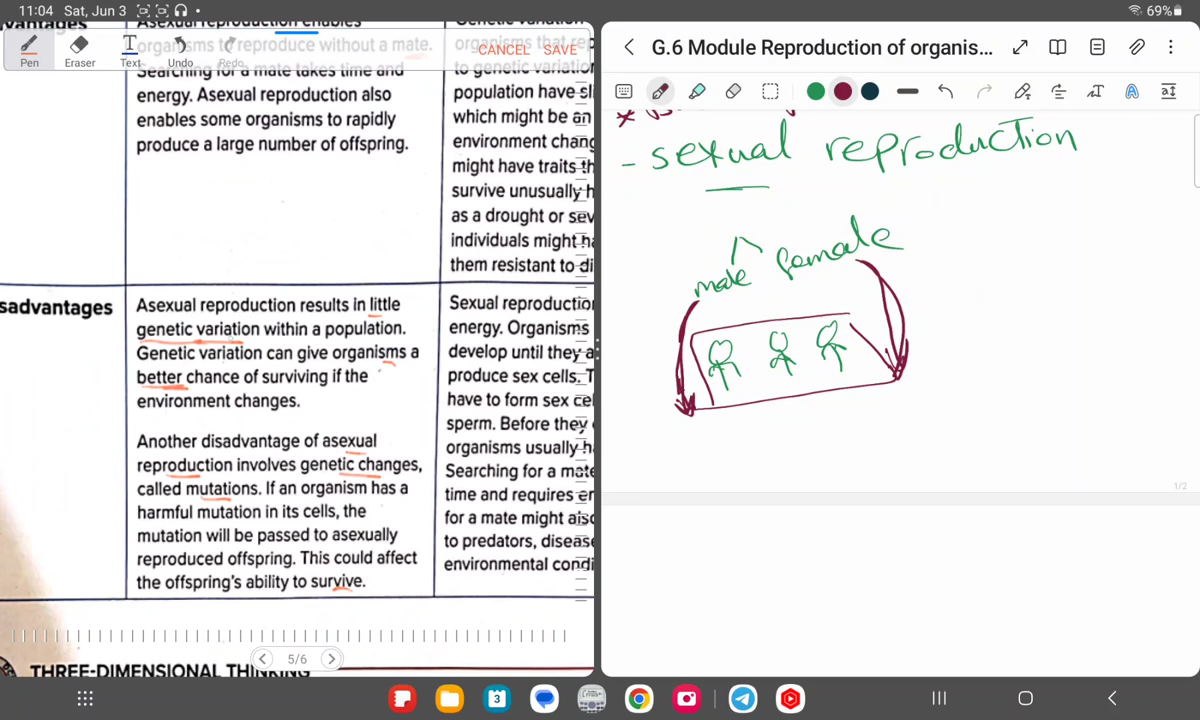 11:04 Sat, Jun 3
69%
vantages
Asexual reproduction enables
organisms to reproduce without a mate.
Searching for a mate takes time and
energy. Asexual reproduction also
enables some organisms to rapidly
produce a large number of offspring.
Genetic variation
organisms that rep
to genetic variation
population have sli
which might be an
environment chang
might have traits th
survive unusually h
as a drought or sev
individuals might ha
them resistant to di
Pen
Eraser
Text
Undo
Redo
CANCEL
SAVE
sadvantages
Asexual reproduction results in little
genetic variation within a population.
Genetic variation can give organisms a
better chance of surviving if the
environment changes.
Another disadvantage of asexual
reproduction involves genetic changes,
called mutations. If an organism has a
harmful mutation in its cells, the
mutation will be passed to asexually
reproduced offspring. This could affect
the offspring's ability to survive.
Sexual reproductio
energy. Organisms
develop until they a
produce sex cells. T
have to form sex cel
sperm. Before they
organisms usually h
Searching for a mate
time and requires en
for a mate might also
to predators, disease
environmental condi
5/6
THREE-DIMENSIONAL THINKING
G.6 Module Reproduction of organis...
- sexual reproduction
male female
1/2
3